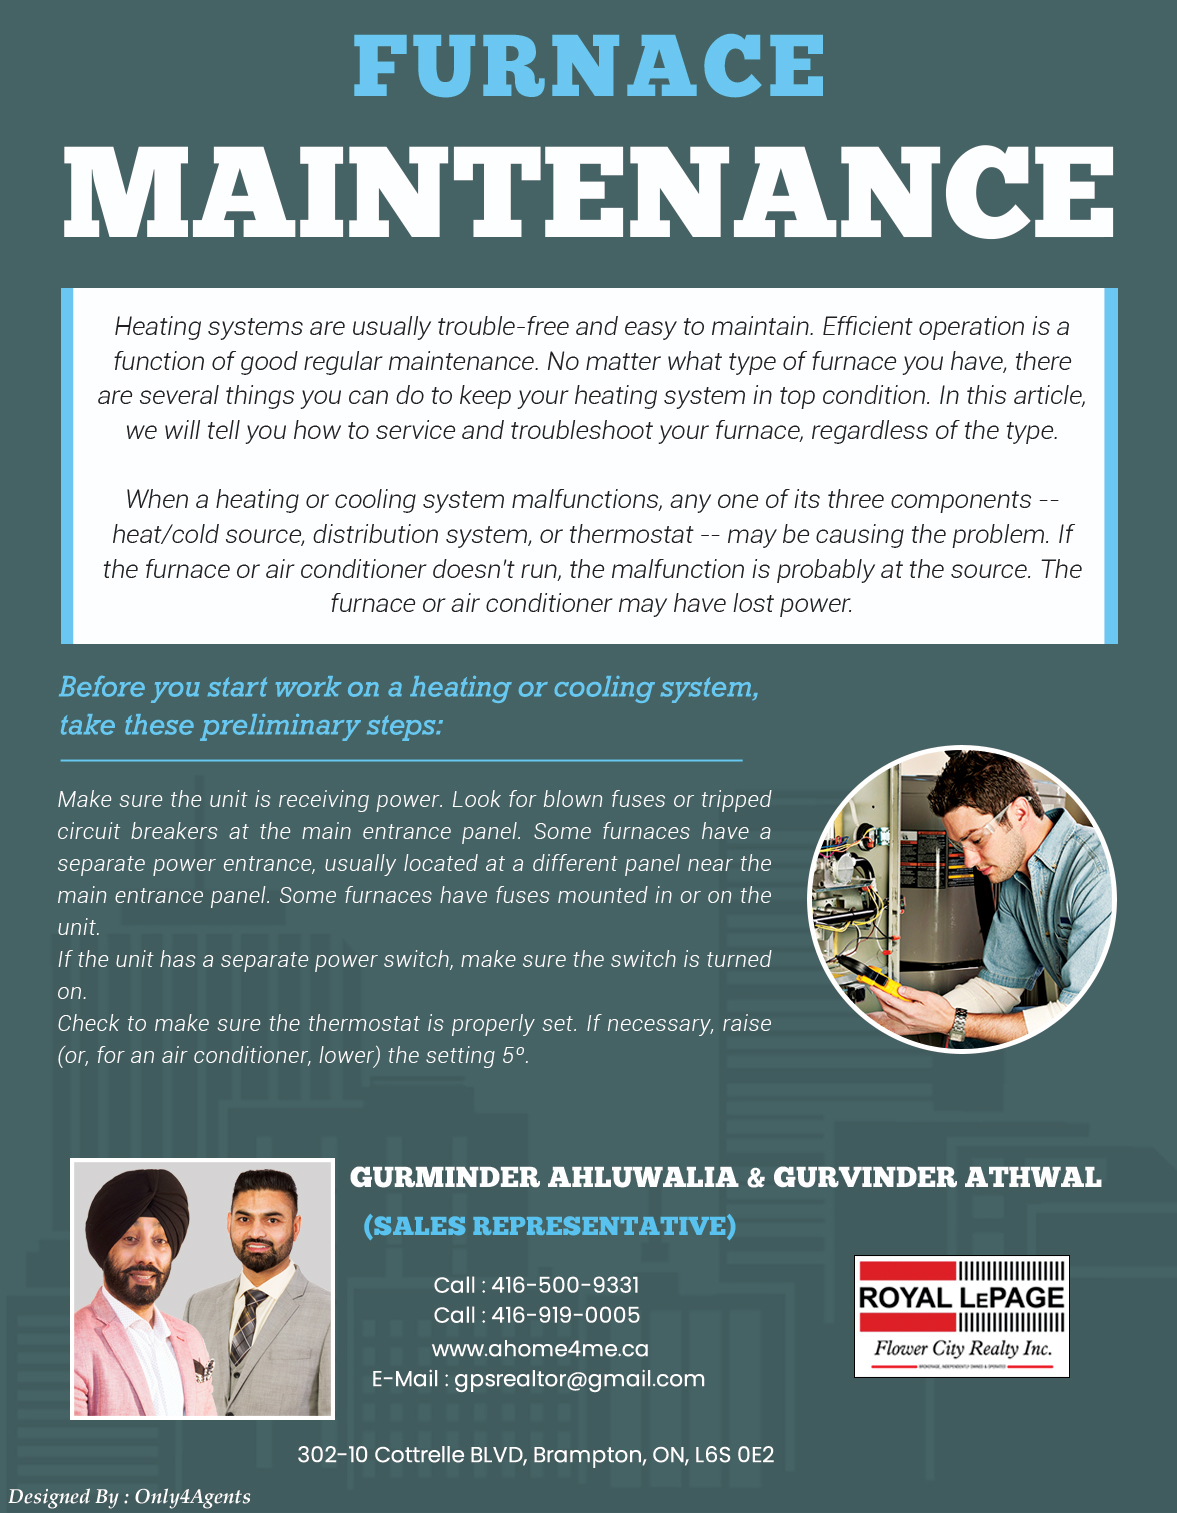 FURNACE
MAINTENANCE
Heating systems are usually trouble-free and easy to maintain. Efficient operation is a
function of good regular maintenance. No matter what type of furnace you have, there
are several things you can do to keep your heating system in top condition. In this article,
we will tell you how to service and troubleshoot your furnace, regardless of the type.
When a heating or cooling system malfunctions, any one of its three components --
heat/cold source, distribution system, or thermostat -- may be causing the problem. If
the furnace or air conditioner doesn't run, the malfunction is probably at the source. The
furnace or air conditioner may have lost power.
Before you start work on a heating or cooling system,
take these preliminary steps:
Make sure the unit is receiving power. Look for blown fuses or tripped
circuit breakers at the main entrance panel. Some furnaces have a
separate power entrance, usually located at a different panel near the
main entrance panel. Some furnaces have fuses mounted in or on the
unit.
If the unit has a separate power switch, make sure the switch is turned
on.
Check to make sure the thermostat is properly set. If necessary, raise
(or, for an air conditioner, lower) the setting 5º.
GURMINDER AHLUWALIA & GURVINDER ATHWAL
(SALES REPRESENTATIVE)
Call : 416-500-9331
Call : 416-919-0005
www.ahome4me.ca
E-Mail : gpsrealtor@gmail.com
ROYAL LEPAGE
Flower City Realty Inc.
BROKERAGE, INDEPENDENTLY OWNED & OPERATED
302-10 Cottrelle BLVD, Brampton, ON, L6S 0E2
Designed By : Only4Agents